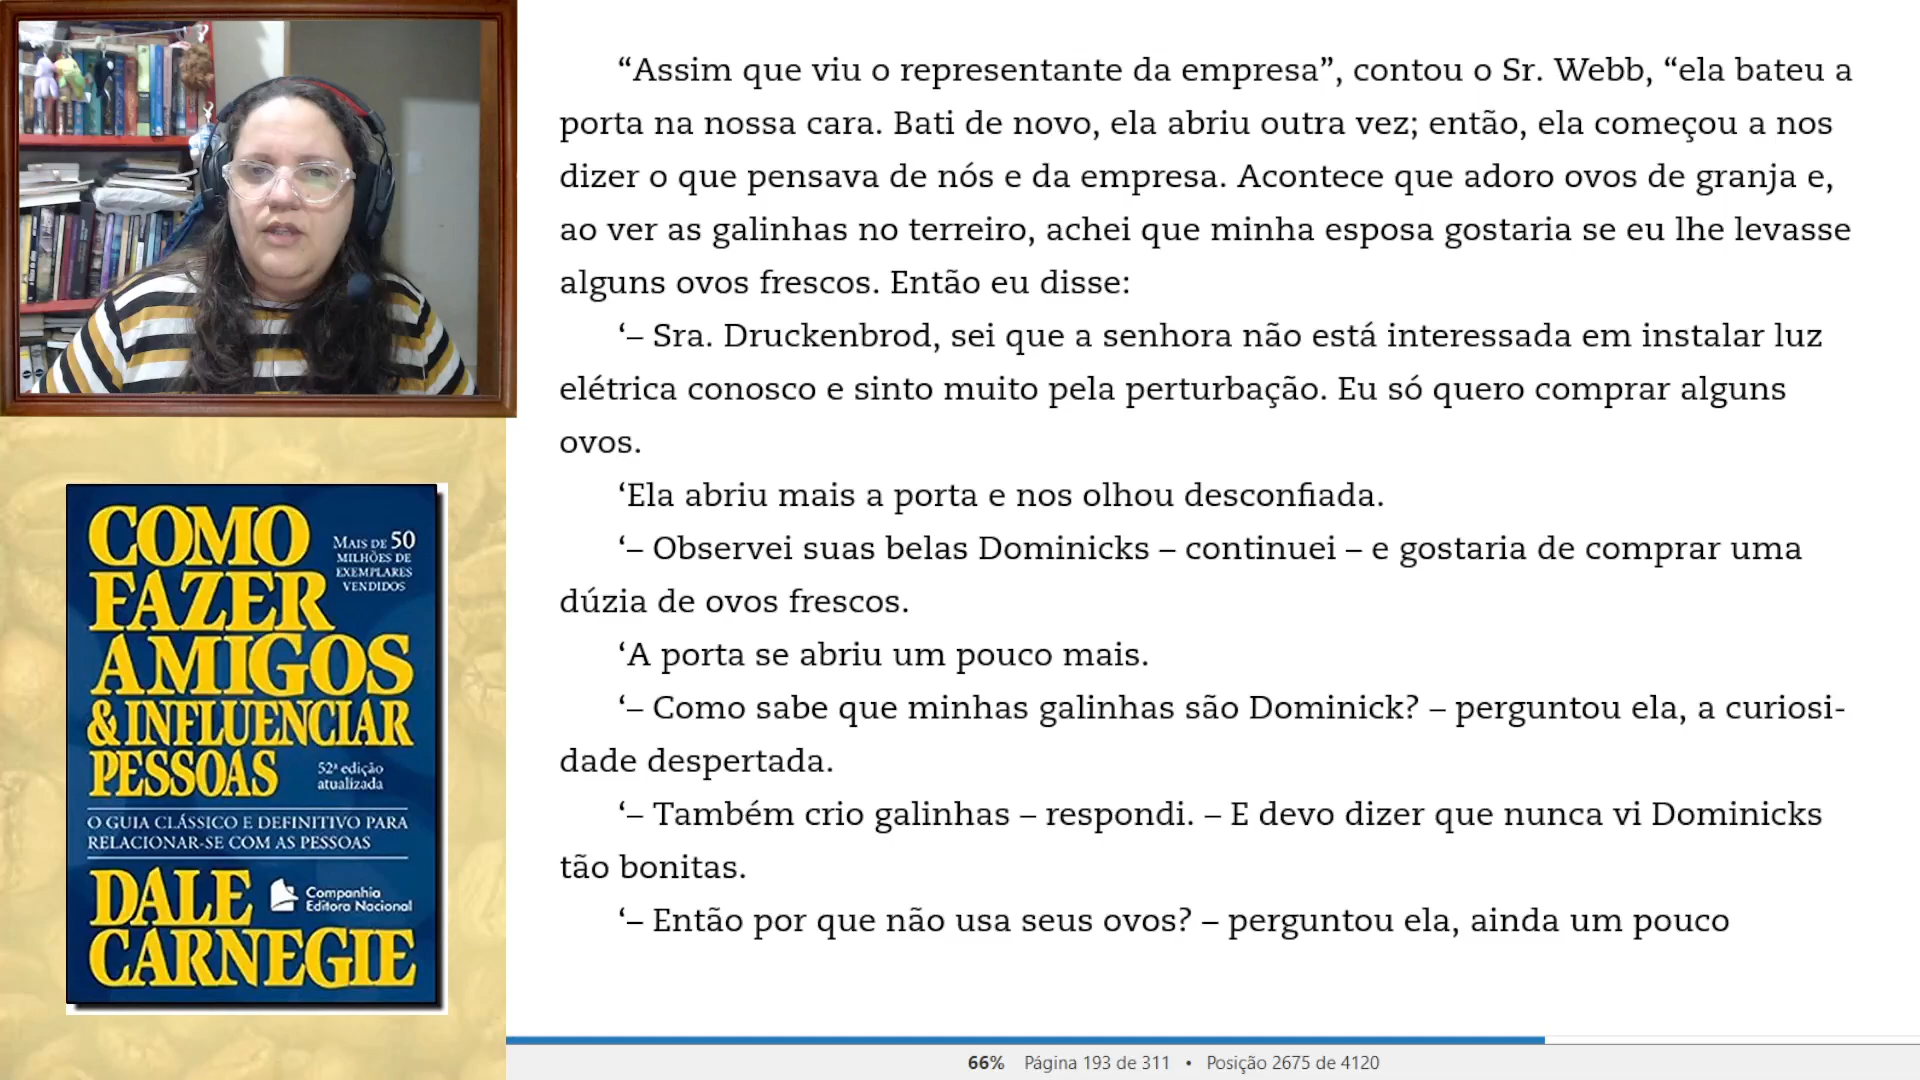 “Assim que viu o representante da empresa”, contou o Sr. Webb, “ela bateu a
porta na nossa cara. Bati de novo, ela abriu outra vez; então, ela começou a nos
dizer o que pensava de nós e da empresa. Acontece que adoro ovos de granja e,
ao ver as galinhas no terreiro, achei que minha esposa gostaria se eu lhe levasse
alguns ovos frescos. Então eu disse:
‘– Sra. Druckenbrod, sei que a senhora não está interessada em instalar luz
elétrica conosco e sinto muito pela perturbação. Eu só quero comprar alguns
ovos.
‘Ela abriu mais a porta e nos olhou desconfiada.
‘– Observei suas belas Dominicks – continuei – e gostaria de comprar uma
dúzia de ovos frescos.
‘A porta se abriu um pouco mais.
‘– Como sabe que minhas galinhas são Dominick? – perguntou ela, a curiosi-
dade despertada.
‘– Também crio galinhas – respondi. – E devo dizer que nunca vi Dominicks
tão bonitas.
‘– Então por que não usa seus ovos? – perguntou ela, ainda um pouco
66% Página 193 de 311 • Posição 2675 de 4120
COMO
FAZER
AMIGOS
& INFLUENCIAR
PESSOAS
MAIS DE 50
MILHÕES DE
EXEMPLARES
VENDIDOS
52ª edição
atualizada
O GUIA CLÁSSICO E DEFINITIVO PARA
RELACIONAR-SE COM AS PESSOAS
DALE
CARNEGIE
Companhia
Editora Nacional